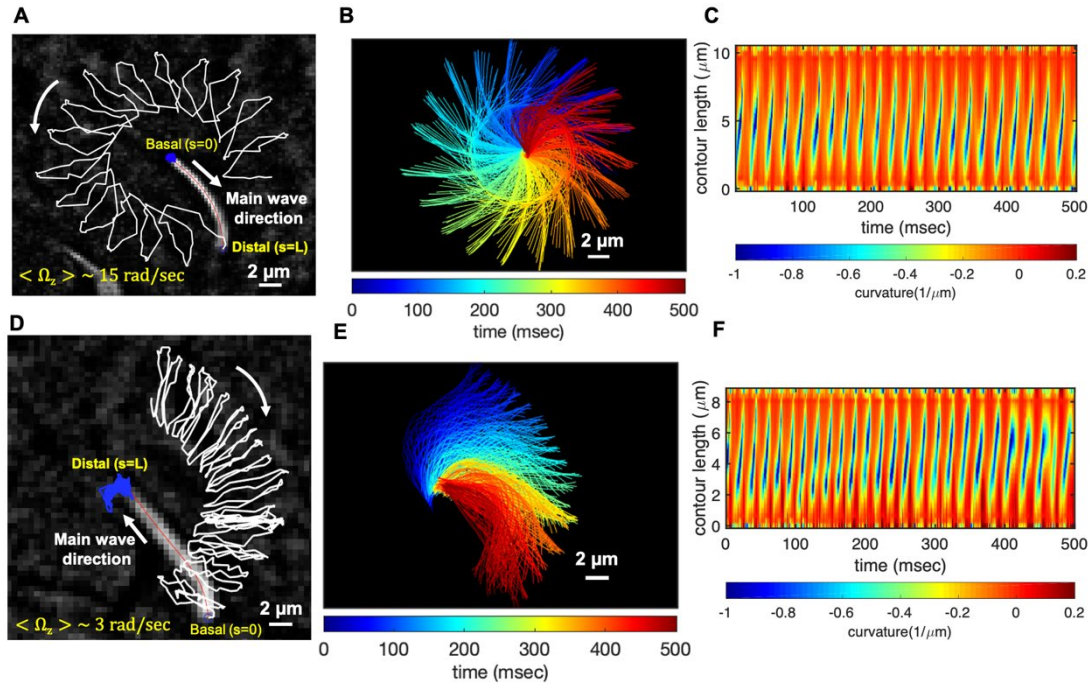 A
Basal (s=0)
Main wave
direction
Distal (s=L)
< Ω_z > ~ 15 rad/sec
2 μm
B
2 μm
0 100 200 300 400 500
time (msec)
C
contour length (μm)
10
5
0
100 200 300 400 500
time (msec)
-1 -0.8 -0.6 -0.4 -0.2 0 0.2
curvature(1/μm)
D
Distal (s=L)
Main wave
direction
2 μm
< Ω_z > ~ 3 rad/sec
Basal (s=0)
E
2 μm
0 100 200 300 400 500
time (msec)
F
contour length (μm)
8
6
4
2
0
0 100 200 300 400 500
time (msec)
-1 -0.8 -0.6 -0.4 -0.2 0 0.2
curvature(1/μm)